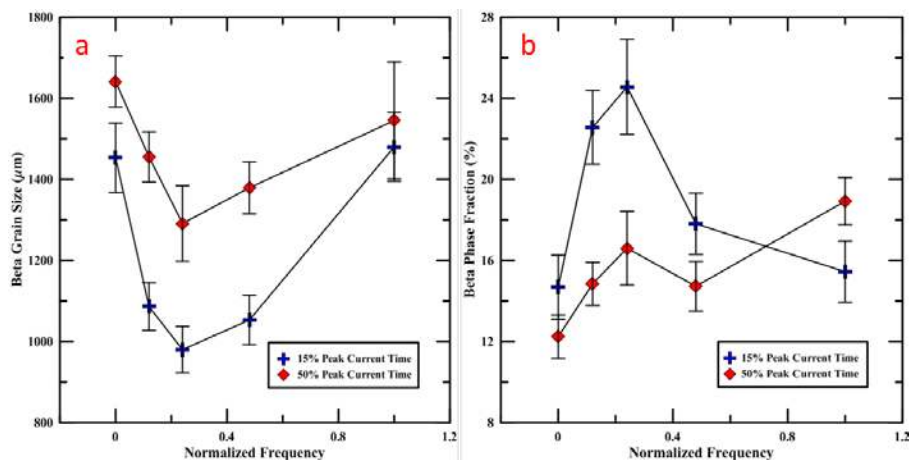 a
Beta Grain Size (μm)
1800
1600
1400
1200
1000
800
0
0.4
0.8
1.2
Normalized Frequency
15% Peak Current Time
50% Peak Current Time
b
Beta Phase Fraction (%)
28
24
20
16
12
8
0
0.4
0.8
1.2
Normalized Frequency
15% Peak Current Time
50% Peak Current Time